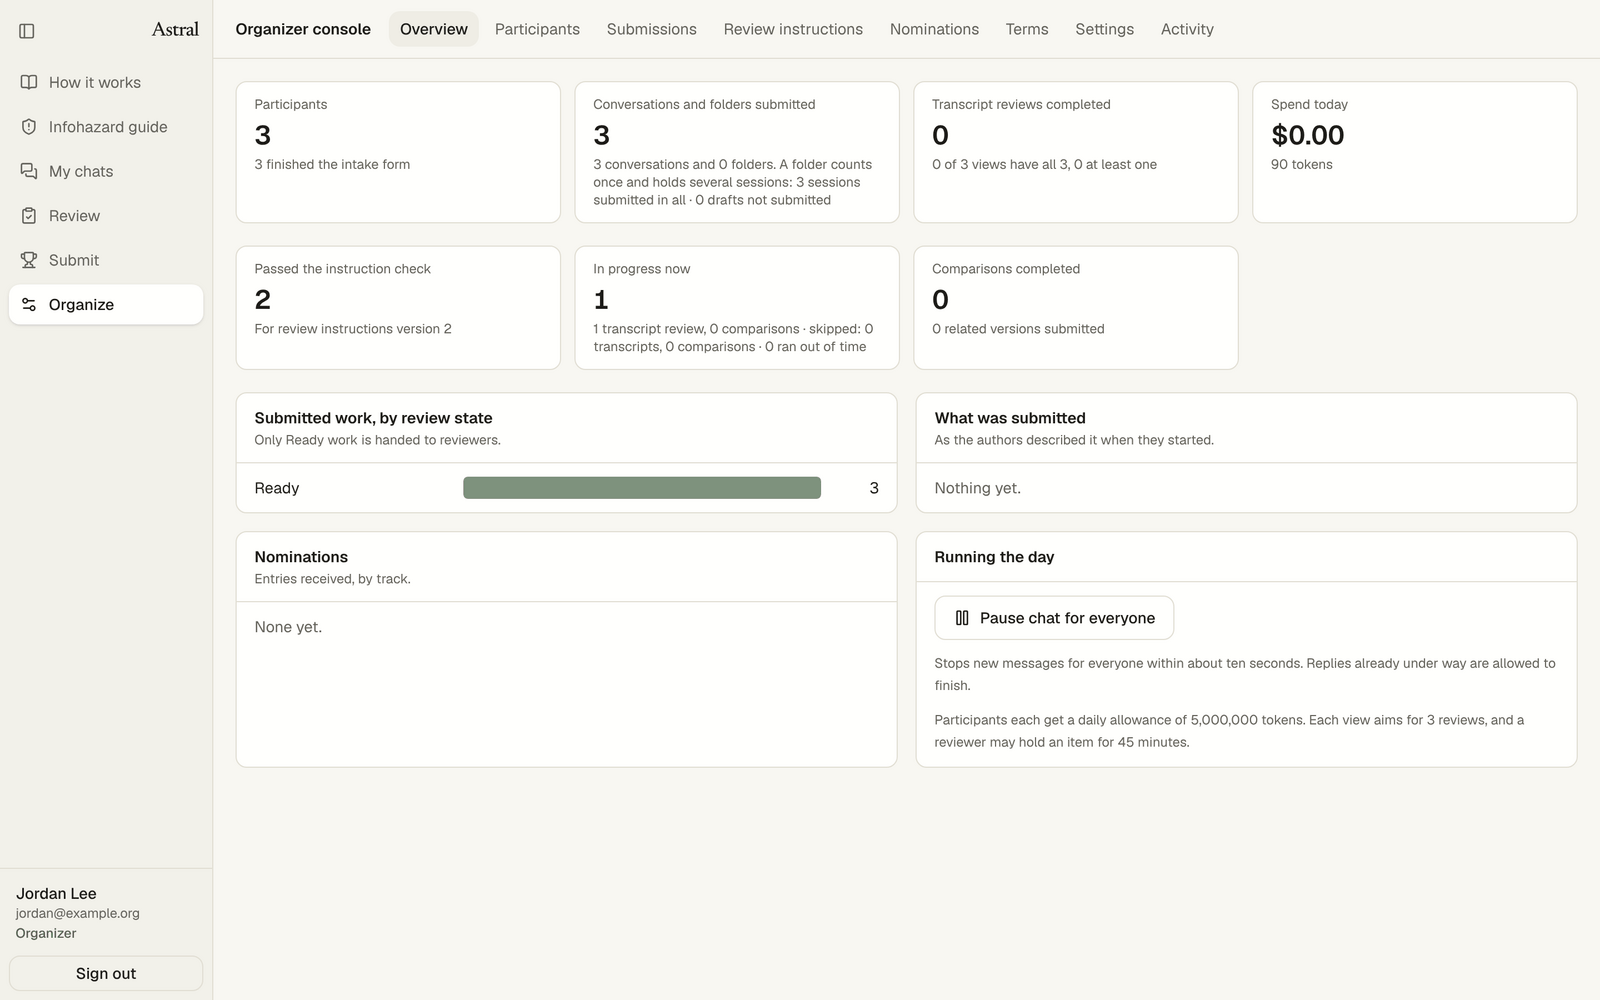 Astral
How it works
Infohazard guide
My chats
Review
Submit
Organize
Jordan Lee
jordan@example.org
Organizer
Sign out
Organizer console
Overview
Participants
Submissions
Review instructions
Nominations
Terms
Settings
Activity
Participants
3
3 finished the intake form
Conversations and folders submitted
3
3 conversations and 0 folders. A folder counts
once and holds several sessions: 3 sessions
submitted in all · 0 drafts not submitted
Transcript reviews completed
0
0 of 3 views have all 3, 0 at least one
Spend today
$0.00
90 tokens
Passed the instruction check
2
For review instructions version 2
In progress now
1
1 transcript review, 0 comparisons · skipped: 0
transcripts, 0 comparisons · 0 ran out of time
Comparisons completed
0
0 related versions submitted
Submitted work, by review state
Only Ready work is handed to reviewers.
Ready
3
What was submitted
As the authors described it when they started.
Nothing yet.
Nominations
Entries received, by track.
None yet.
Running the day
Pause chat for everyone
Stops new messages for everyone within about ten seconds. Replies already under way are allowed to
finish.
Participants each get a daily allowance of 5,000,000 tokens. Each view aims for 3 reviews, and a
reviewer may hold an item for 45 minutes.